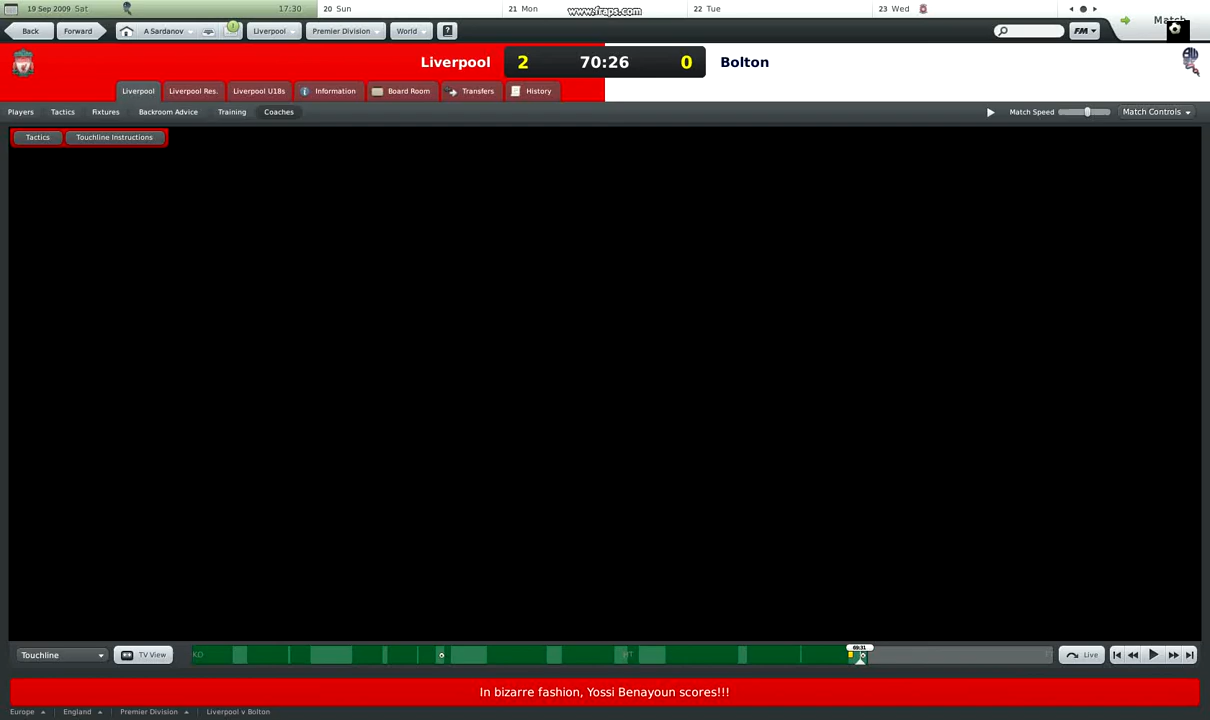 19 Sep 2009 Sat 17:30 20 Sun 21 Mon www.fraps.com 22 Tue 23 Wed
Back Forward A Sardanov Liverpool Premier Division World ? FM
Liverpool 2 70:26 0 Bolton
Liverpool Liverpool Res. Liverpool U18s Information Board Room Transfers History
Players Tactics Fixtures Backroom Advice Training Coaches Match Speed Match Controls
Tactics Touchline Instructions
69:31
Touchline TV View KO HT Live
In bizarre fashion, Yossi Benayoun scores!!!
Europe England Premier Division Liverpool v Bolton